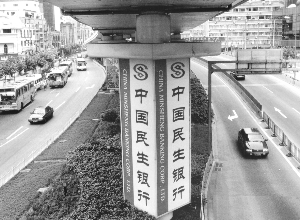 CHINA MINSHENG BANKING CORP. LTD.
中国民生银行
CHINA MINSHENG BANKING CORP. LTD.
中国民生银行